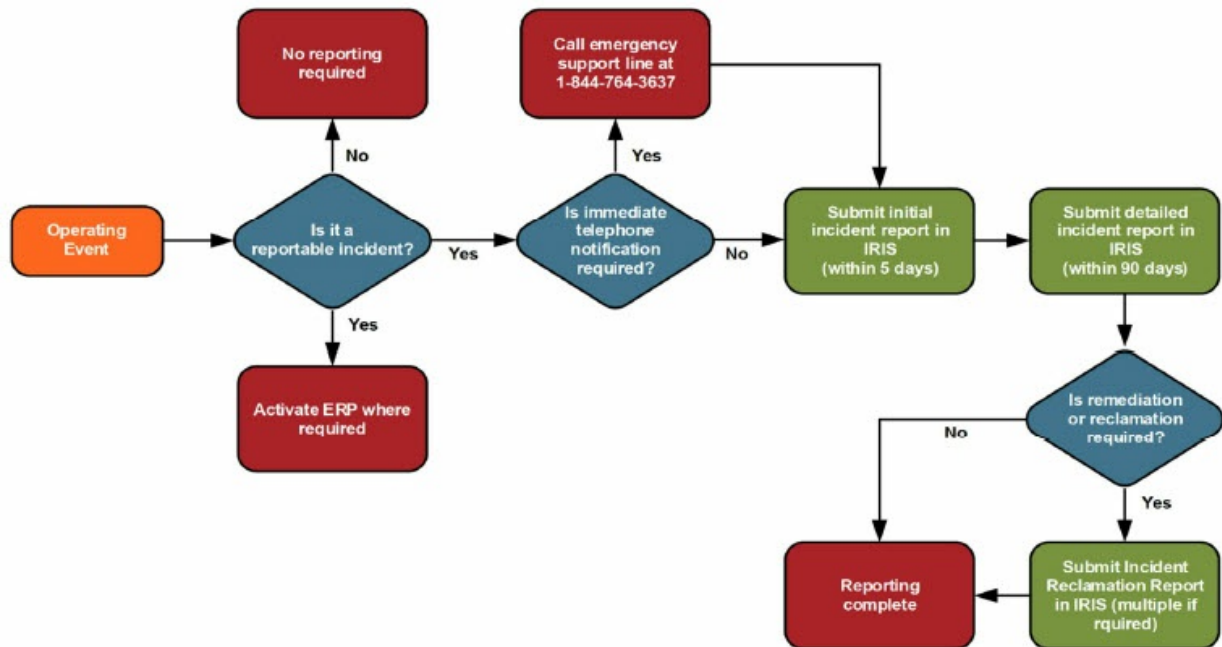 No reporting
required
Call emergency
support line at
1-844-764-3637
No
Yes
Operating
Event
Is it a
reportable incident?
Yes
Is immediate
telephone
notification
required?
No
Submit initial
incident report in
IRIS
(within 5 days)
Submit detailed
incident report in
IRIS
(within 90 days)
Yes
Activate ERP where
required
Is remediation
or reclamation
required?
No
Yes
Reporting
complete
Submit Incident
Reclamation Report
in IRIS (multiple if
rquired)